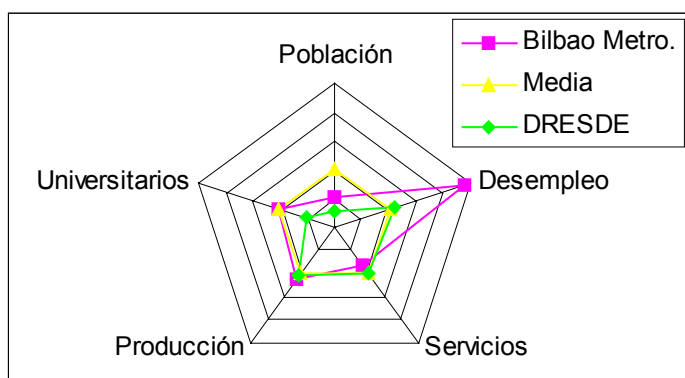 Bilbao Metro.
Media
DRESDE
Población
Universitarios
Desempleo
Producción
Servicios